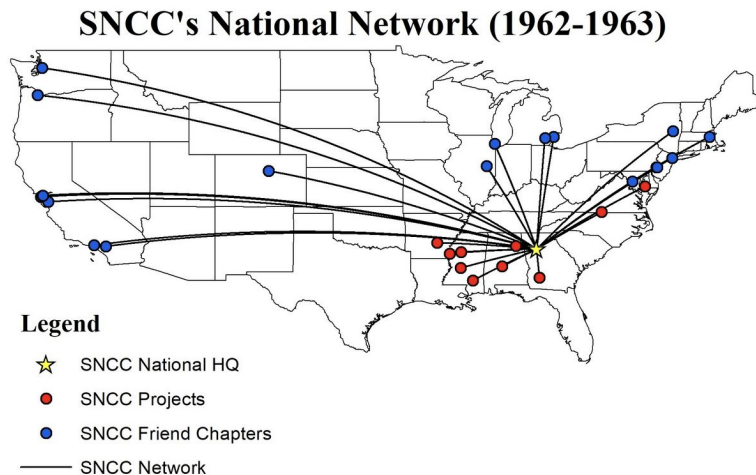 SNCC's National Network (1962-1963)
Legend
SNCC National HQ
SNCC Projects
SNCC Friend Chapters
SNCC Network